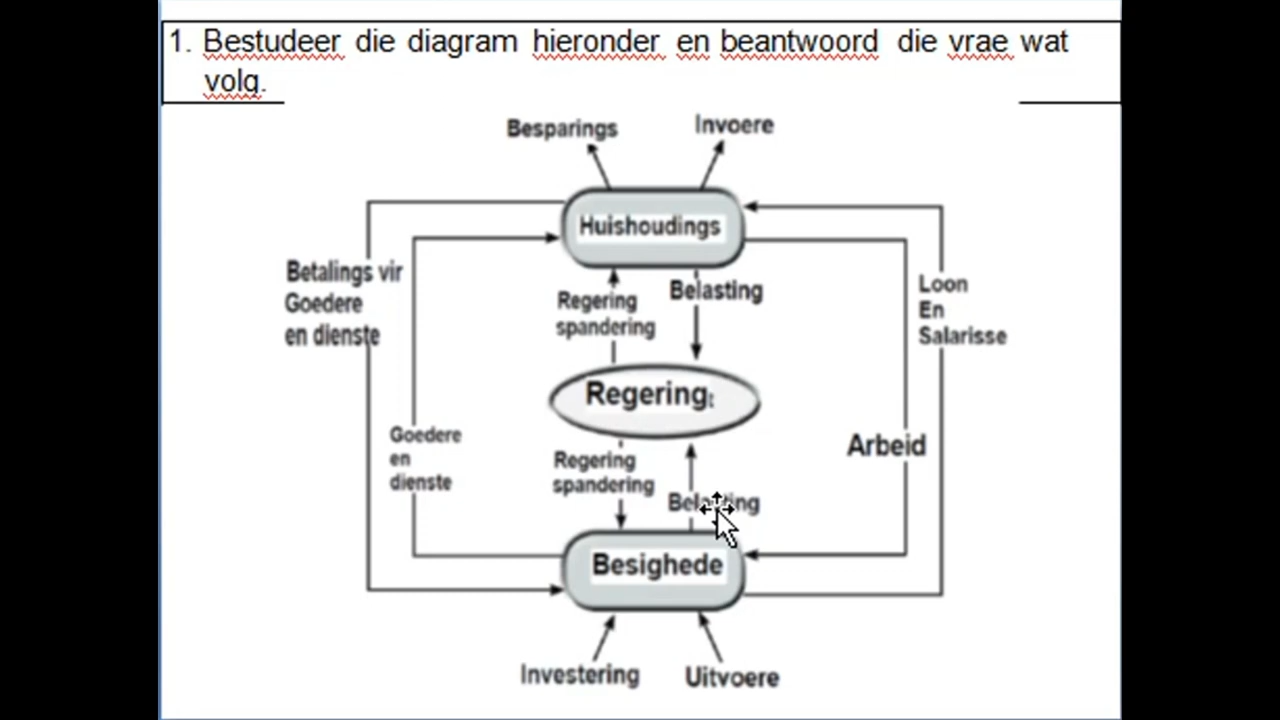 1. Bestudeer die diagram hieronder en beantwoord die vrae wat
volg.
Besparings
Invoere
Huishoudings
Betalings vir
Goedere
en dienste
Regering
spandering
Belasting
Loon
En
Salarisse
Regering
Goedere
en
dienste
Regering
spandering
Belasting
Arbeid
Besighede
Investering
Uitvoere